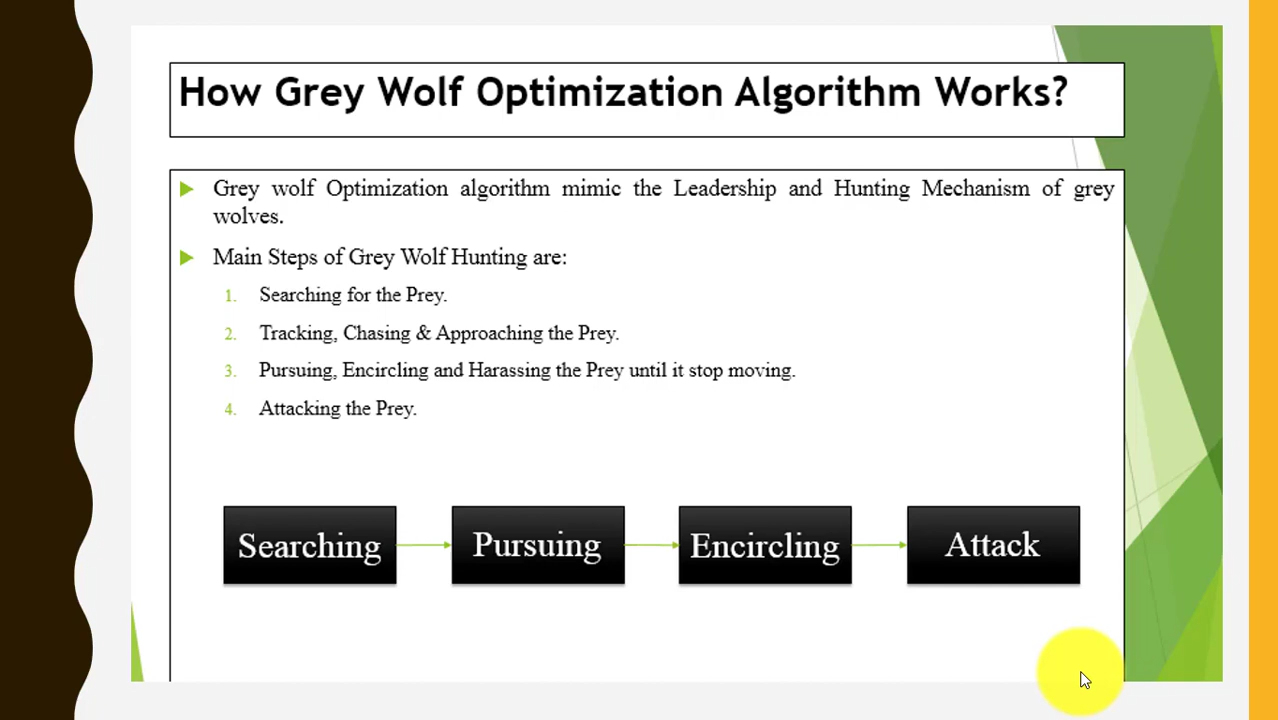 How Grey Wolf Optimization Algorithm Works?
Grey wolf Optimization algorithm mimic the Leadership and Hunting Mechanism of grey
wolves.
Main Steps of Grey Wolf Hunting are:
1. Searching for the Prey.
2. Tracking, Chasing & Approaching the Prey.
3. Pursuing, Encircling and Harassing the Prey until it stop moving.
4. Attacking the Prey.
Searching Pursuing Encircling Attack